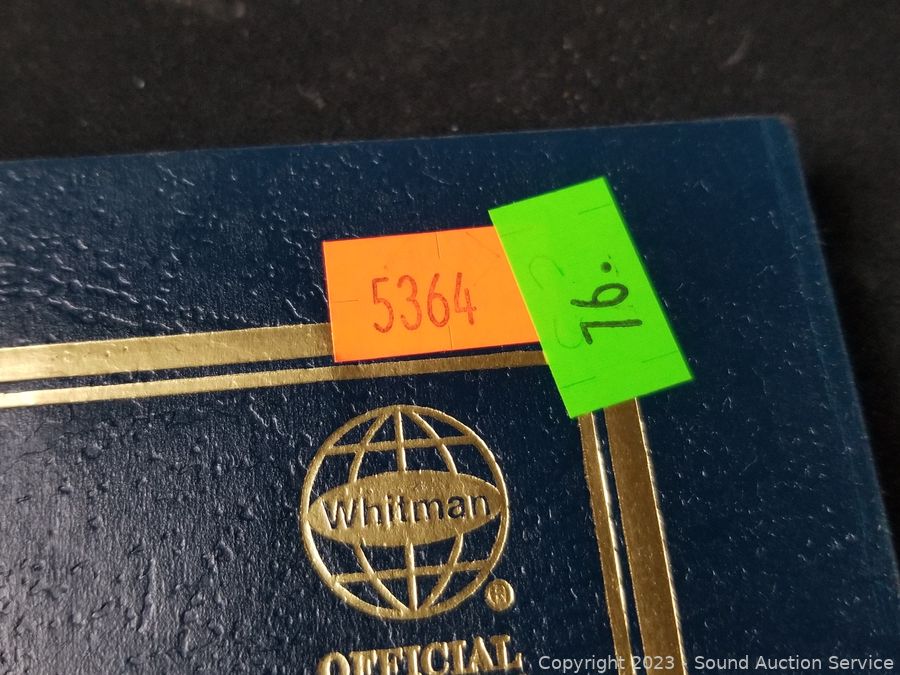 5364
76.
Whitman
®
OFFICIAL
Copyright 2023 - Sound Auction Service